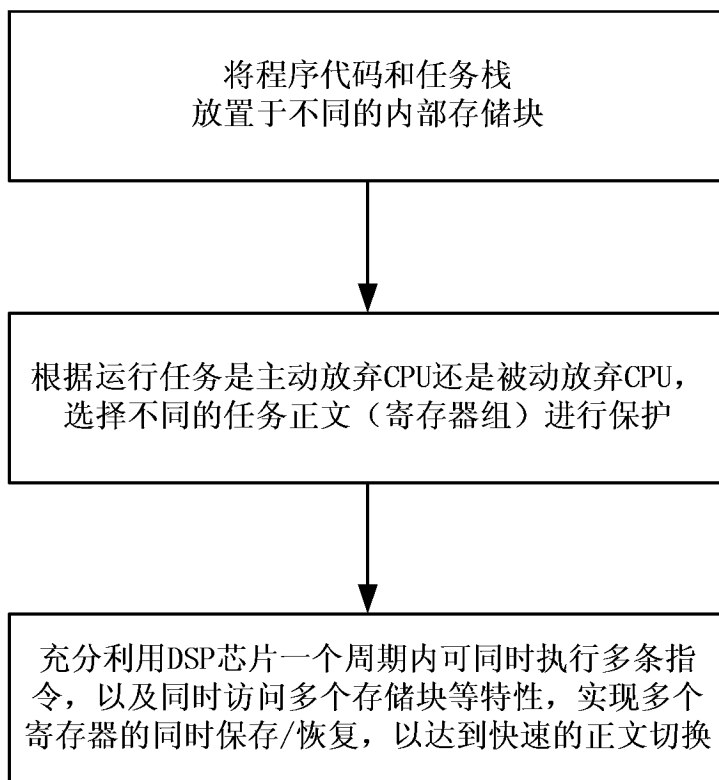 将程序代码和任务栈
放置于不同的内部存储块
根据运行任务是主动放弃CPU还是被动放弃CPU,
选择不同的任务正文（寄存器组）进行保护
充分利用DSP芯片一个周期内可同时执行多条指
令，以及同时访问多个存储块等特性，实现多个
寄存器的同时保存/恢复，以达到快速的正文切换